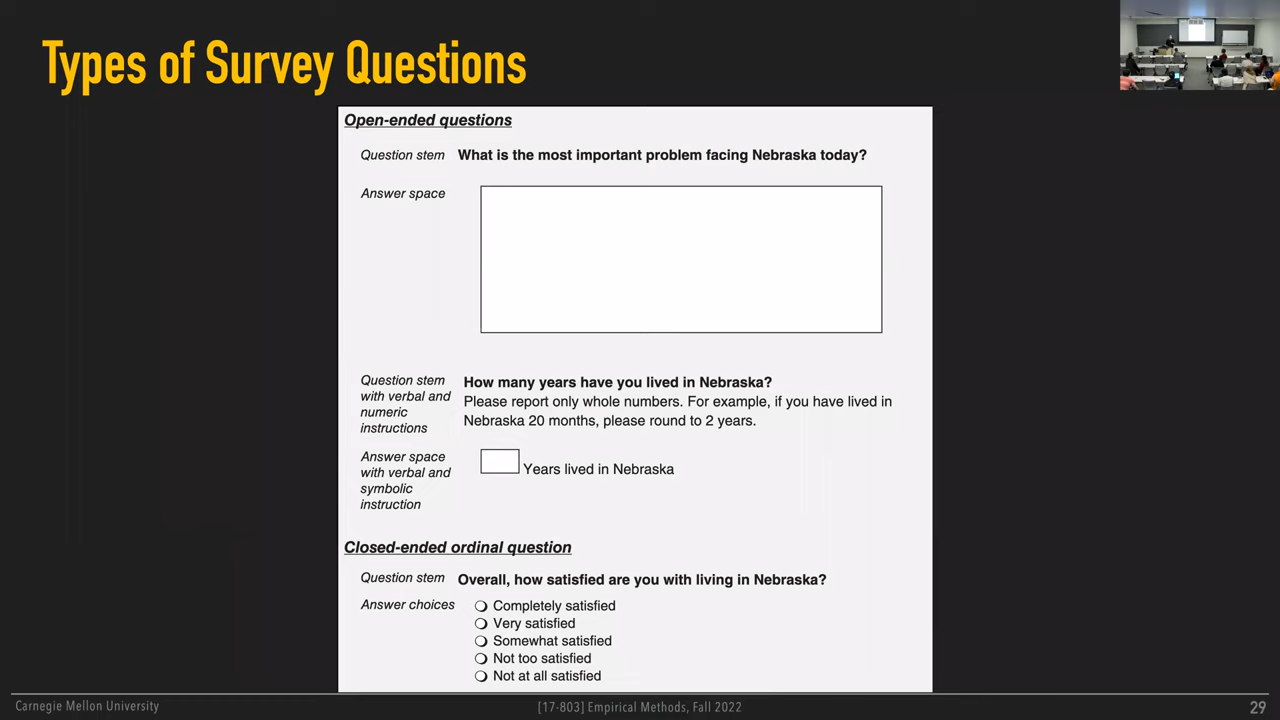 Types of Survey Questions
Open-ended questions
Question stem What is the most important problem facing Nebraska today?
Answer space
Question stem
with verbal and
numeric
instructions
How many years have you lived in Nebraska?
Please report only whole numbers. For example, if you have lived in
Nebraska 20 months, please round to 2 years.
Answer space
with verbal and
symbolic
instruction
Years lived in Nebraska
Closed-ended ordinal question
Question stem Overall, how satisfied are you with living in Nebraska?
Answer choices
Completely satisfied
Very satisfied
Somewhat satisfied
Not too satisfied
Not at all satisfied
Carnegie Mellon University
[17-803] Empirical Methods, Fall 2022
29